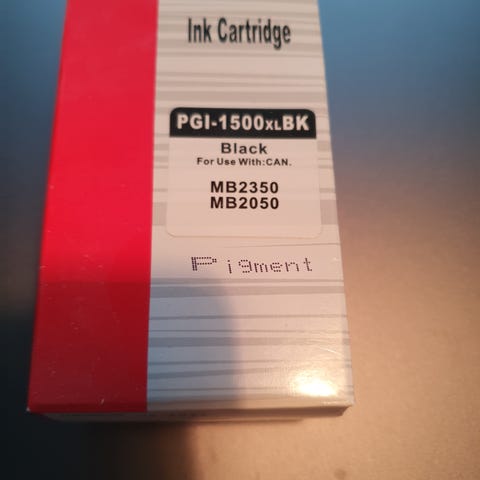 Ink Cartridge
PGI-1500XLBK
Black
For Use With:CAN.
MB2350
MB2050
Pigment